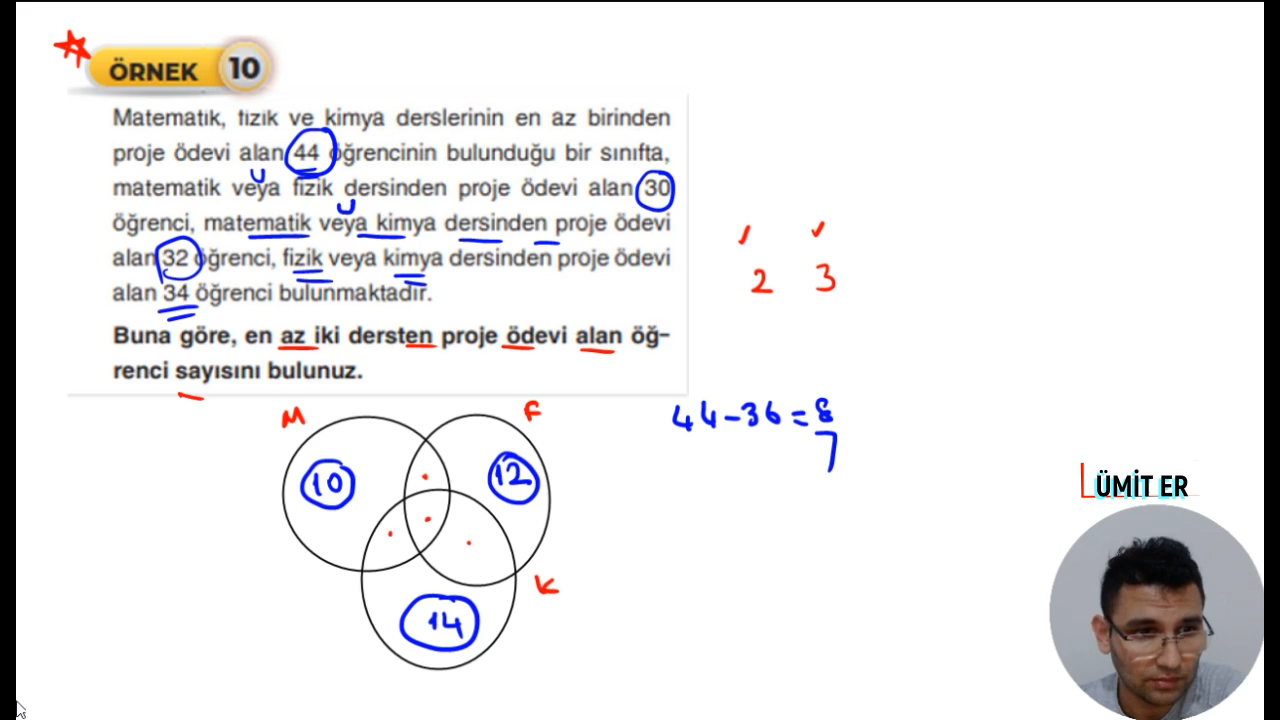 ÖRNEK 10
Matematik, fizik ve kimya derslerinin en az birinden
proje ödevi alan 44 öğrencinin bulunduğu bir sınıfta,
matematik veya fizik dersinden proje ödevi alan 30
öğrenci, matematik veya kimya dersinden proje ödevi
alan 32 öğrenci, fizik veya kimya dersinden proje ödevi
alan 34 öğrenci bulunmaktadır.
Buna göre, en az iki dersten proje ödevi alan öğ-
renci sayısını bulunuz.
2 3
M
F
44-36=8
10
12
K
14
ÜMİT ER